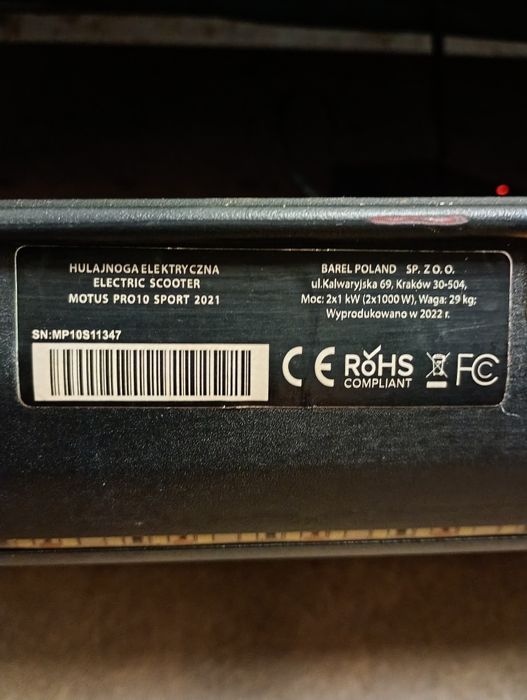 HULAJNOGA ELEKTRYCZNA
ELECTRIC SCOOTER
MOTUS PRO10 SPORT 2021
SN:MP10S11347
BAREL POLAND SP. Z O. O.
ul.Kalwaryjska 69, Kraków 30-504,
Moc: 2x1 kW (2x1000 W), Waga: 29 kg;
Wyprodukowano w 2022 r.
CE RoHS FC
COMPLIANT